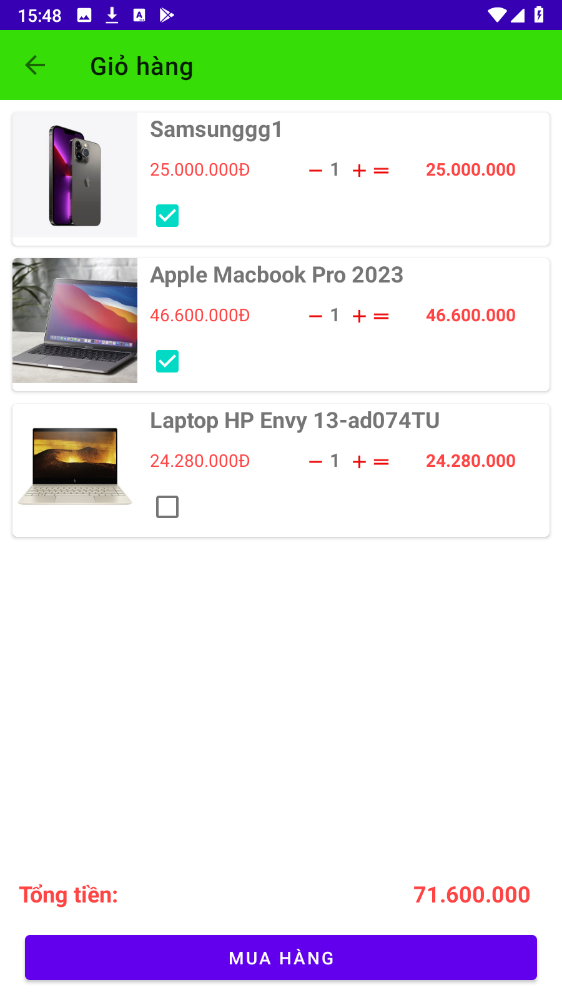 15:48
Giỏ hàng
Samsunggg1
25.000.000Đ − 1 + = 25.000.000
Apple Macbook Pro 2023
46.600.000Đ − 1 + = 46.600.000
Laptop HP Envy 13-ad074TU
24.280.000Đ − 1 + = 24.280.000
Tổng tiền: 71.600.000
MUA HÀNG